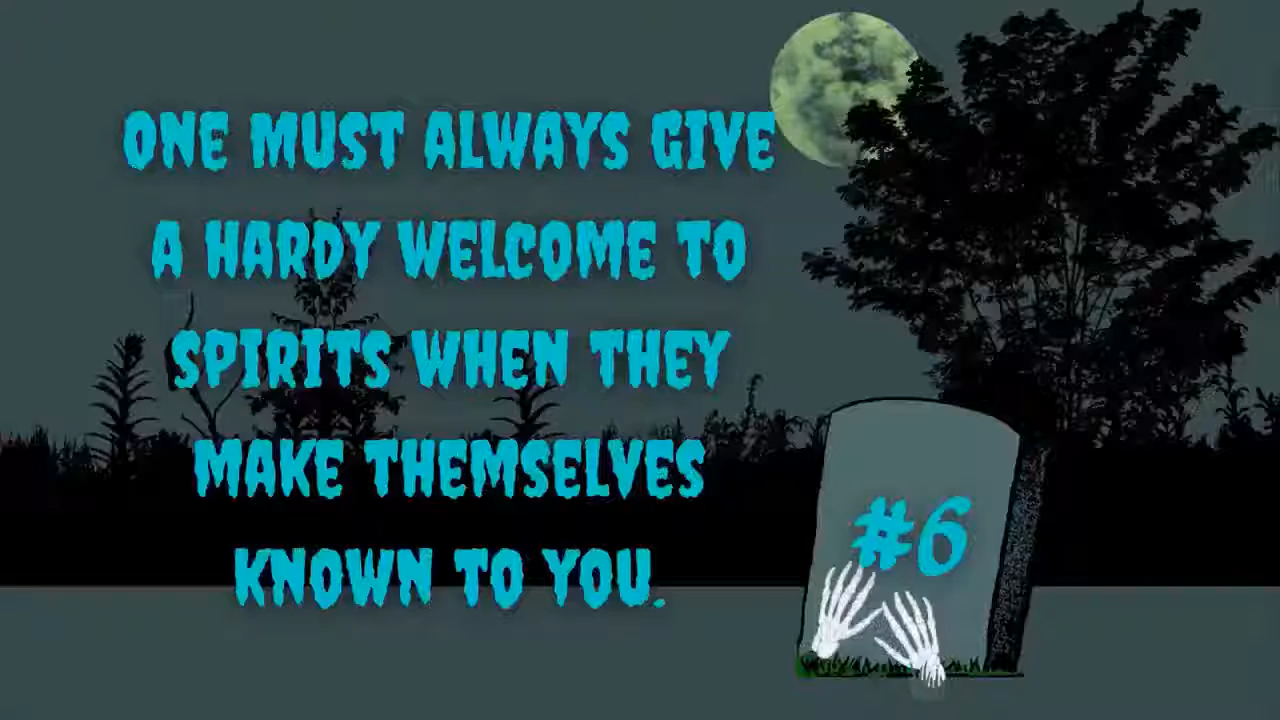 ONE MUST ALWAYS GIVE
A HARDY WELCOME TO
SPIRITS WHEN THEY
MAKE THEMSELVES
KNOWN TO YOU.
#6